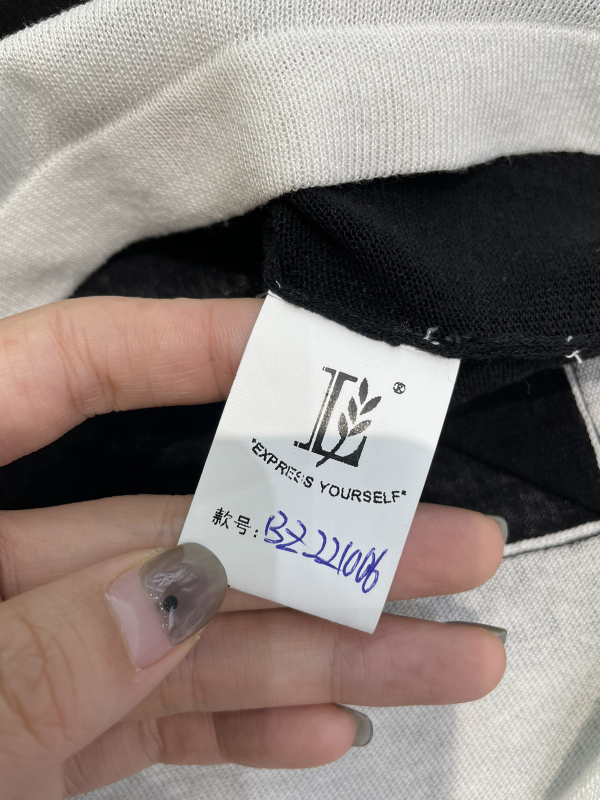 L ®
"EXPRESS YOURSELF"
款号: BZ221006